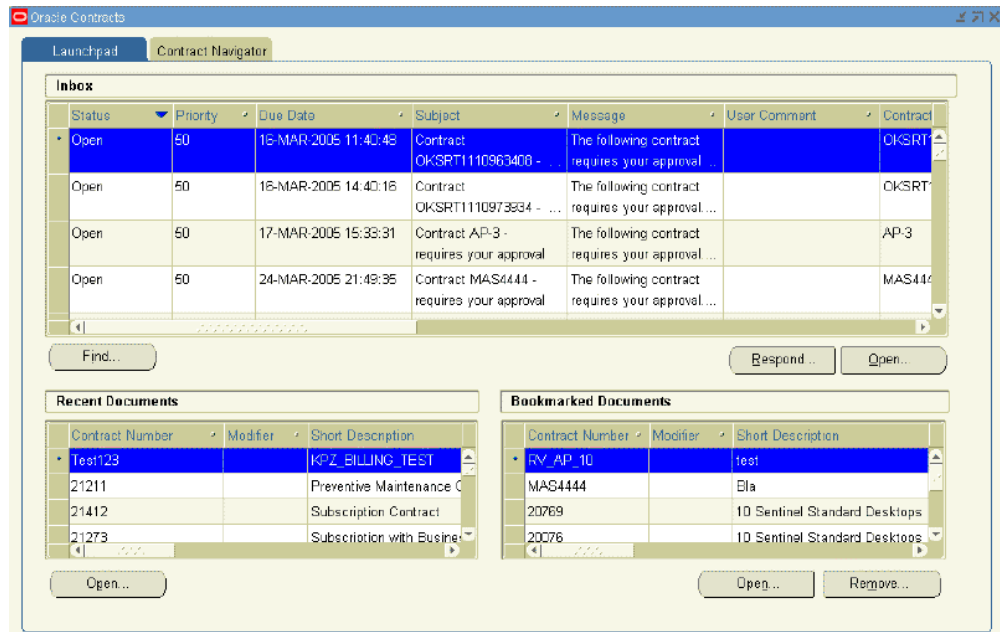 Oracle Contracts
Launchpad
Contract Navigator
Inbox
Status Priority Due Date Subject Message User Comment Contract
Open 50 16-MAR-2005 11:40:48 Contract The following contract OKSRT1
OKSRT1110963408 - ... requires your approval ...
Open 50 16-MAR-2005 14:40:16 Contract The following contract OKSRT1
OKSRT1110973934 - ... requires your approval....
Open 50 17-MAR-2005 15:33:31 Contract AP-3 - The following contract AP-3
requires your approval requires your approval....
Open 50 24-MAR-2005 21:49:35 Contract MAS4444 - The following contract MAS444
requires your approval requires your approval....
Find...
Respond...
Open...
Recent Documents
Contract Number Modifier Short Description
Test123 KPZ_BILLING_TEST
21211 Preventive Maintenance C
21412 Subscription Contract
21273 Subscription with Busine
Open...
Bookmarked Documents
Contract Number Modifier Short Description
RV_AP_10 test
MAS4444 Bla
20769 10 Sentinel Standard Desktops
20076 10 Sentinel Standard Desktops
Open...
Remove...